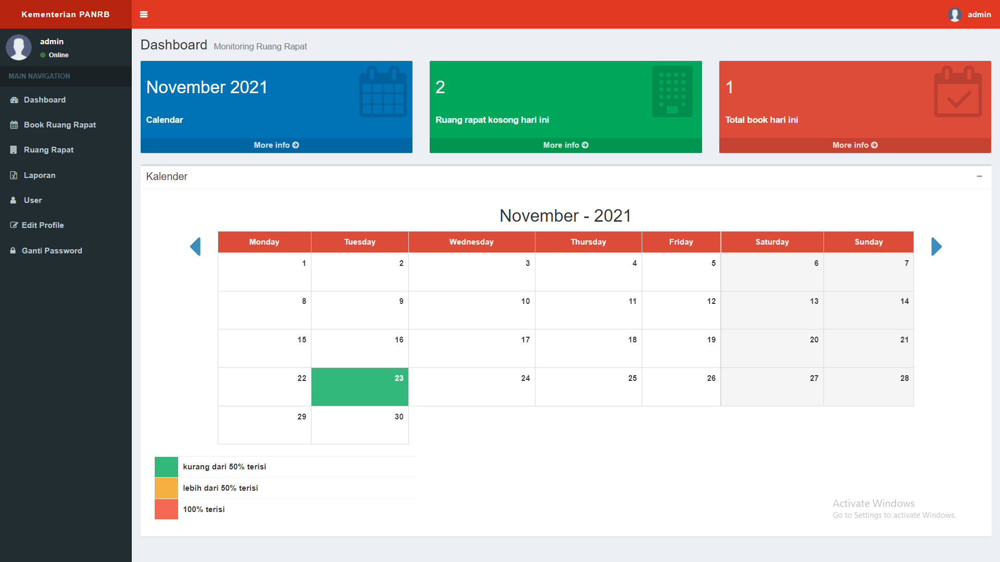 Kementerian PANRB
admin
admin
Online
MAIN NAVIGATION
Dashboard
Book Ruang Rapat
Ruang Rapat
Laporan
User
Edit Profile
Ganti Password
Dashboard Monitoring Ruang Rapat
November 2021
Calendar
More info
2
Ruang rapat kosong hari ini
More info
1
Total book hari ini
More info
Kalender
November - 2021
Monday Tuesday Wednesday Thursday Friday Saturday Sunday
1 2 3 4 5 6 7
8 9 10 11 12 13 14
15 16 17 18 19 20 21
22 23 24 25 26 27 28
29 30
kurang dari 50% terisi
lebih dari 50% terisi
100% terisi
Activate Windows
Go to Settings to activate Windows.